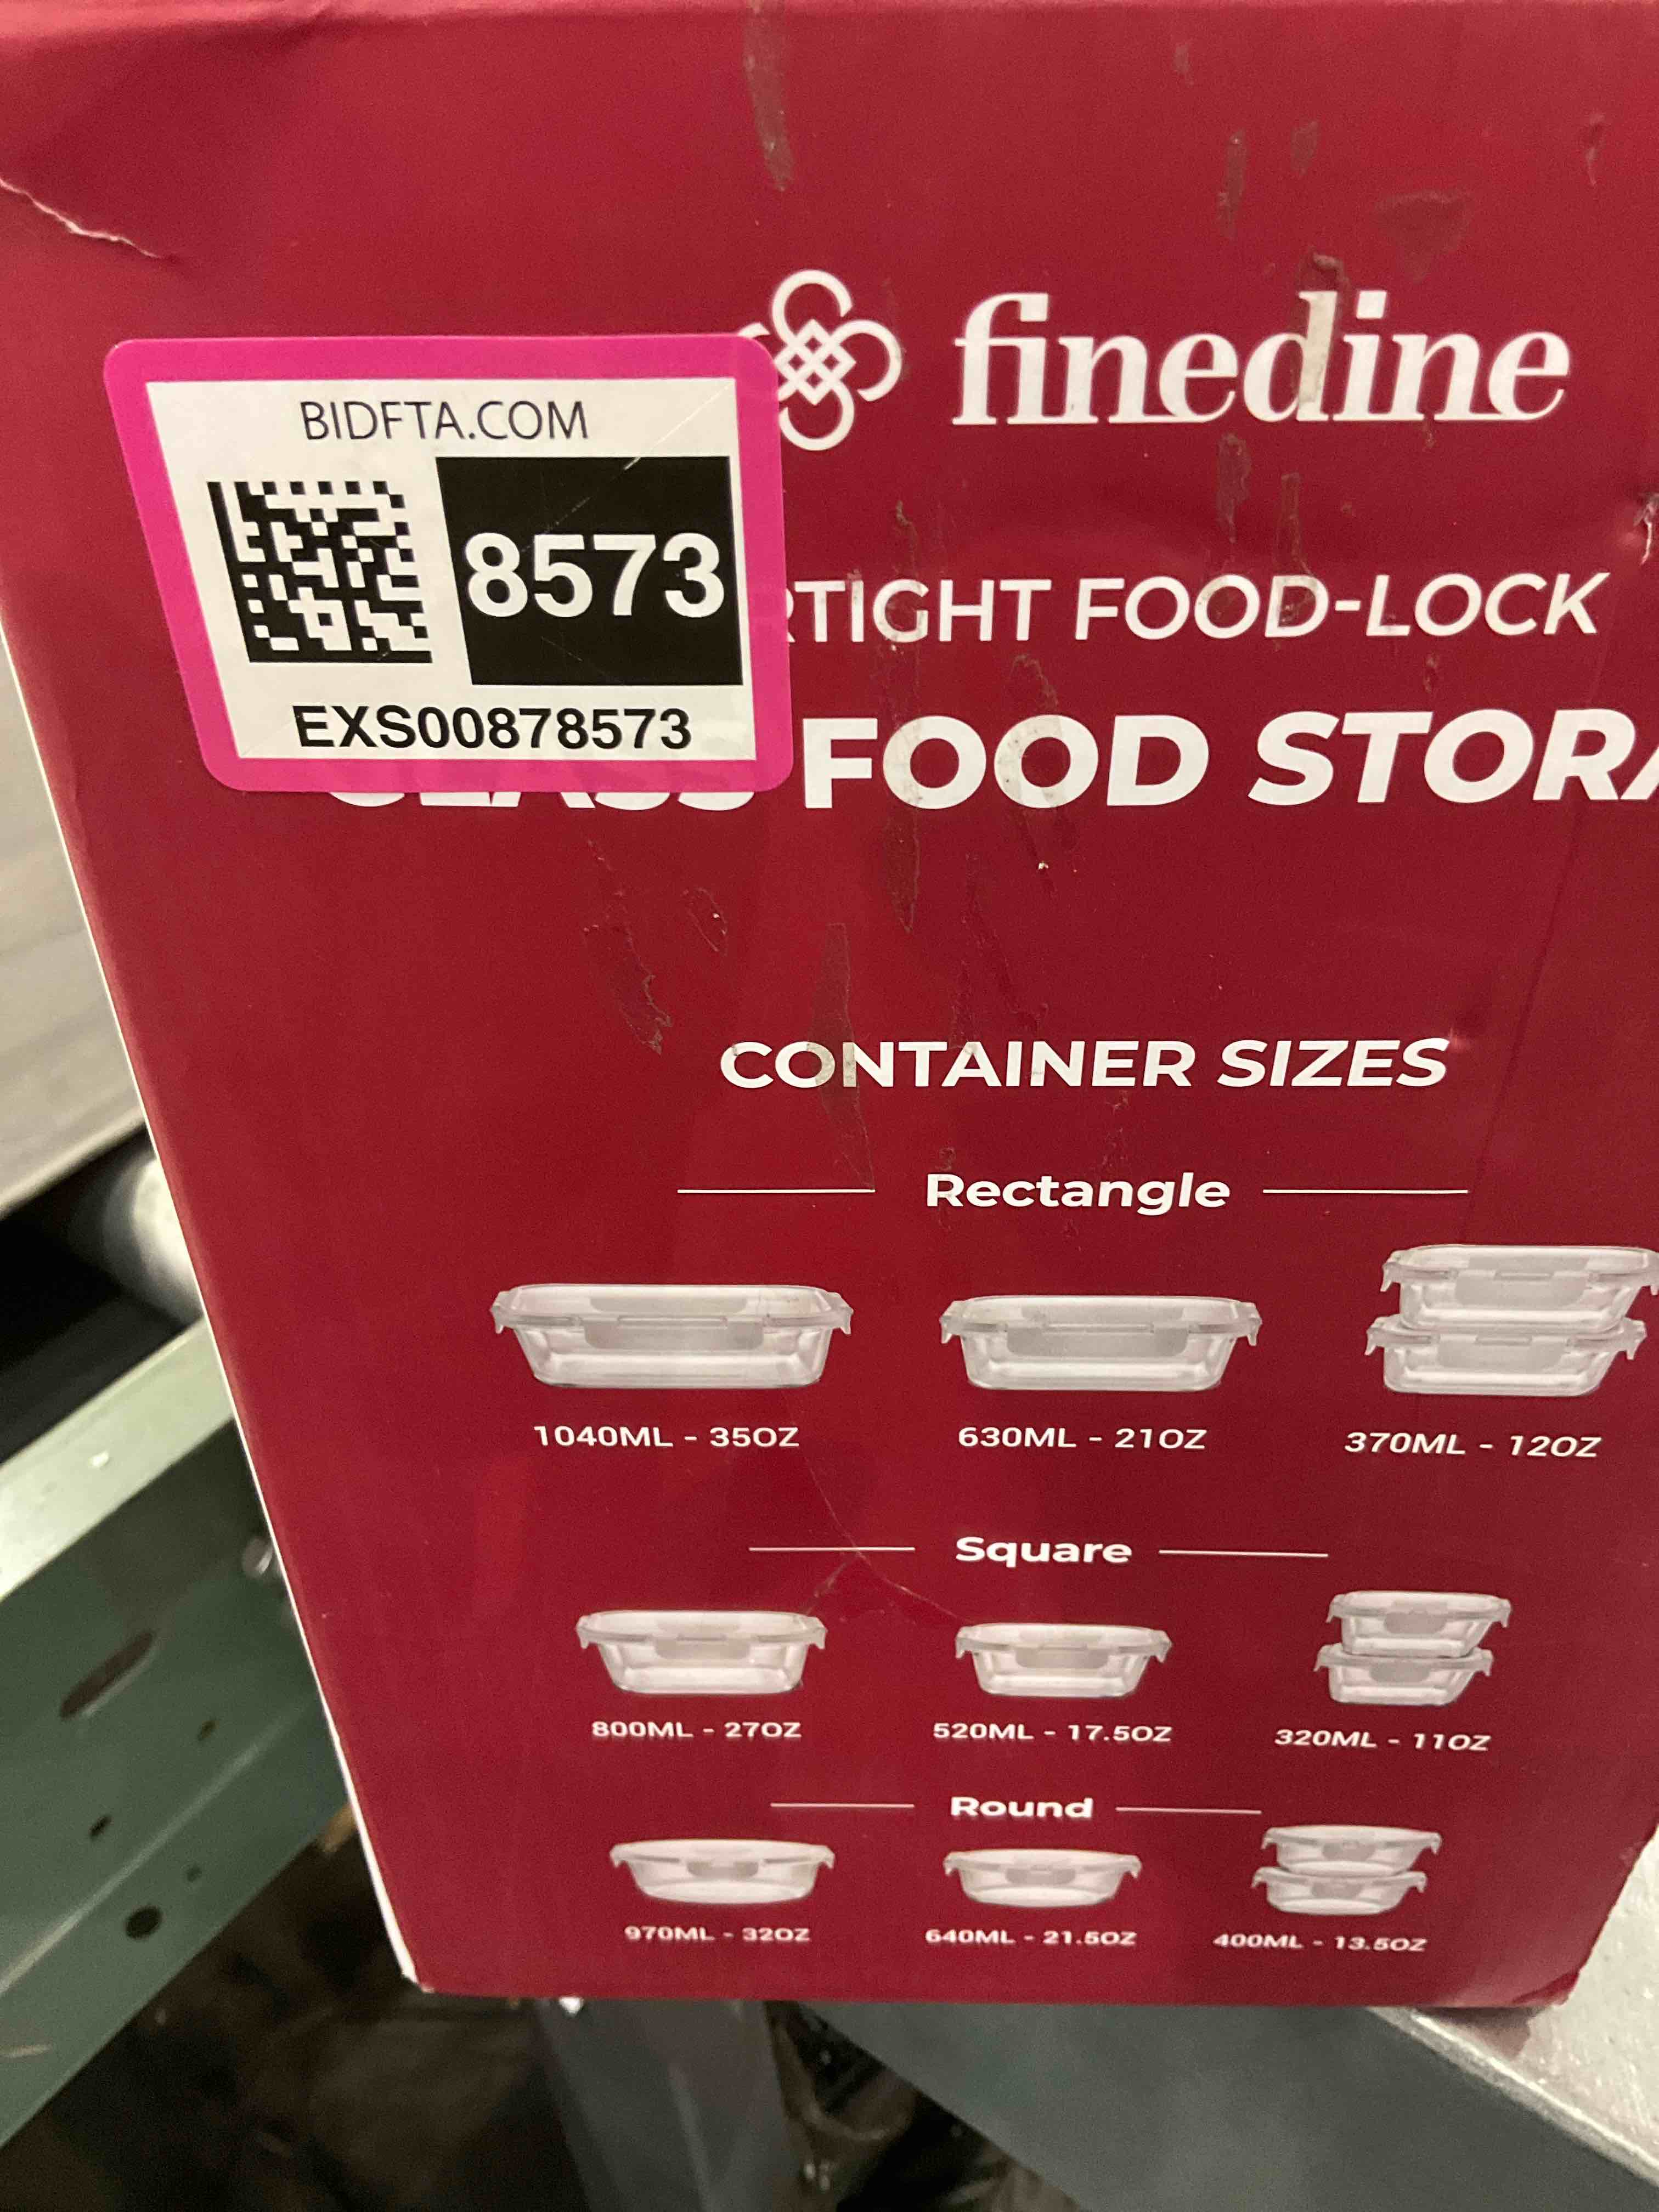 finedine
BIDFTA.COM
8573
EXS00878573
RTIGHT FOOD-LOCK
GLASS FOOD STORA
CONTAINER SIZES
Rectangle
1040ML - 35OZ
630ML - 21OZ
370ML - 12OZ
Square
800ML - 27OZ
520ML - 17.5OZ
320ML - 11OZ
Round
970ML - 32OZ
640ML - 21.5OZ
400ML - 13.5OZ